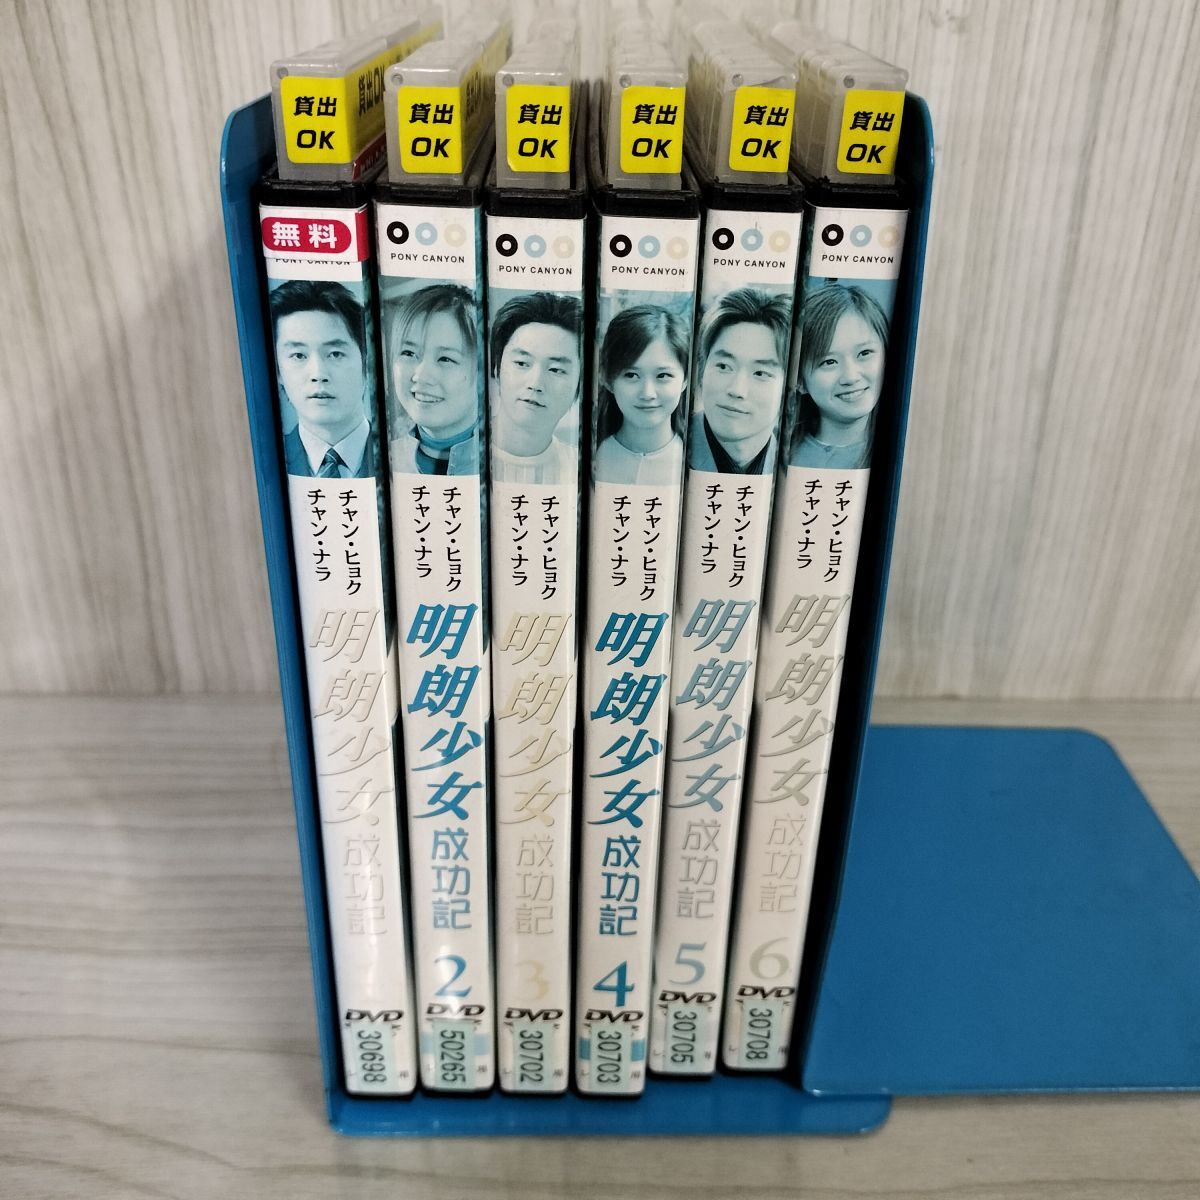 貸出
OK
無料
PONY CANYON
チャン・ヒョク
チャン・ナラ
明朗少女
成功記
DVD
30698
貸出
OK
PONY CANYON
チャン・ヒョク
チャン・ナラ
明朗少女
成功記
2
DVD
50265
貸出
OK
PONY CANYON
チャン・ヒョク
チャン・ナラ
明朗少女
成功記
3
DVD
30702
貸出
OK
PONY CANYON
チャン・ヒョク
チャン・ナラ
明朗少女
成功記
4
DVD
30703
貸出
OK
PONY CANYON
チャン・ヒョク
チャン・ナラ
明朗少女
成功記
5
DVD
30705
貸出
OK
PONY CANYON
チャン・ヒョク
チャン・ナラ
明朗少女
成功記
6
DVD
30708